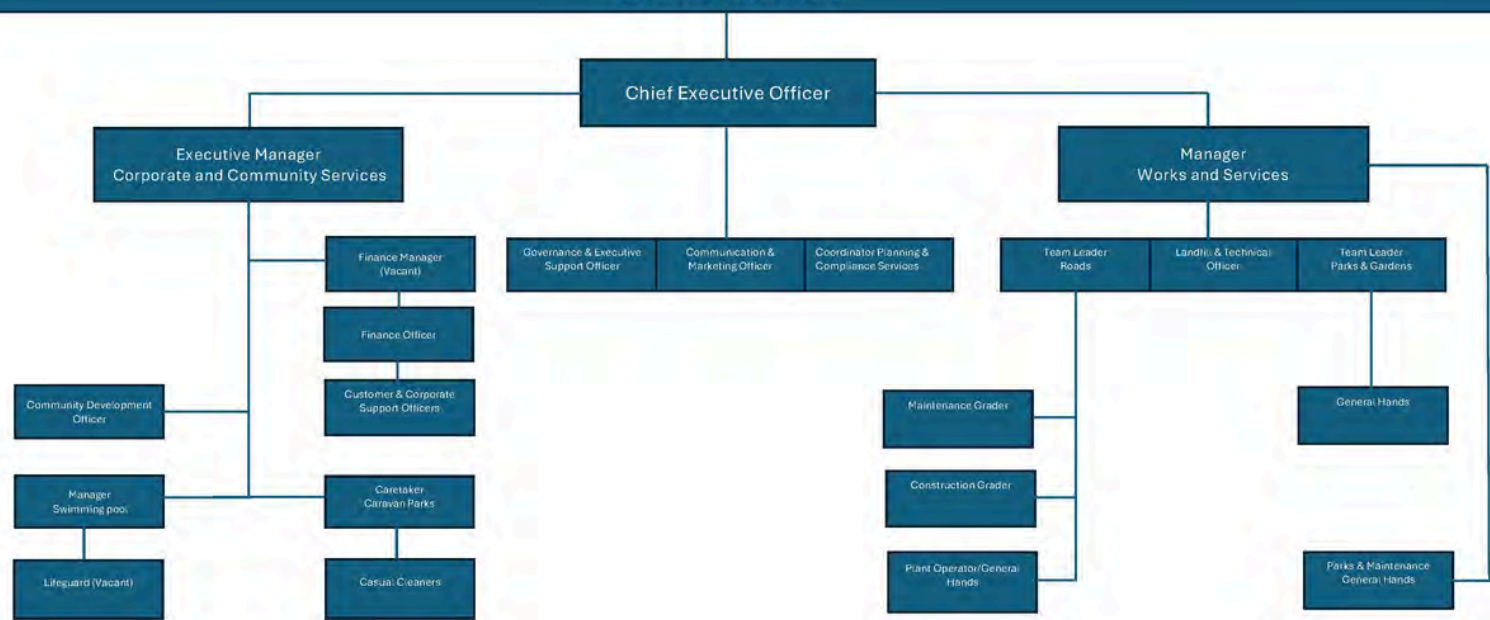 Chief Executive Officer
Executive Manager
Corporate and Community Services
Manager
Works and Services
Finance Manager
(Vacant)
Governance & Executive
Support Officer
Communication &
Marketing Officer
Coordinator Planning &
Compliance Services
Team Leader
Roads
Landfill & Technical
Officer
Team Leader
Parks & Gardens
Finance Officer
Community Development
Officer
Customer & Corporate
Support Officers
Maintenance Grader
General Hands
Manager
Swimming pool
Caretaker
Caravan Parks
Construction Grader
Lifeguard (Vacant)
Casual Cleaners
Plant Operator/General
Hands
Parks & Maintenance
General Hands